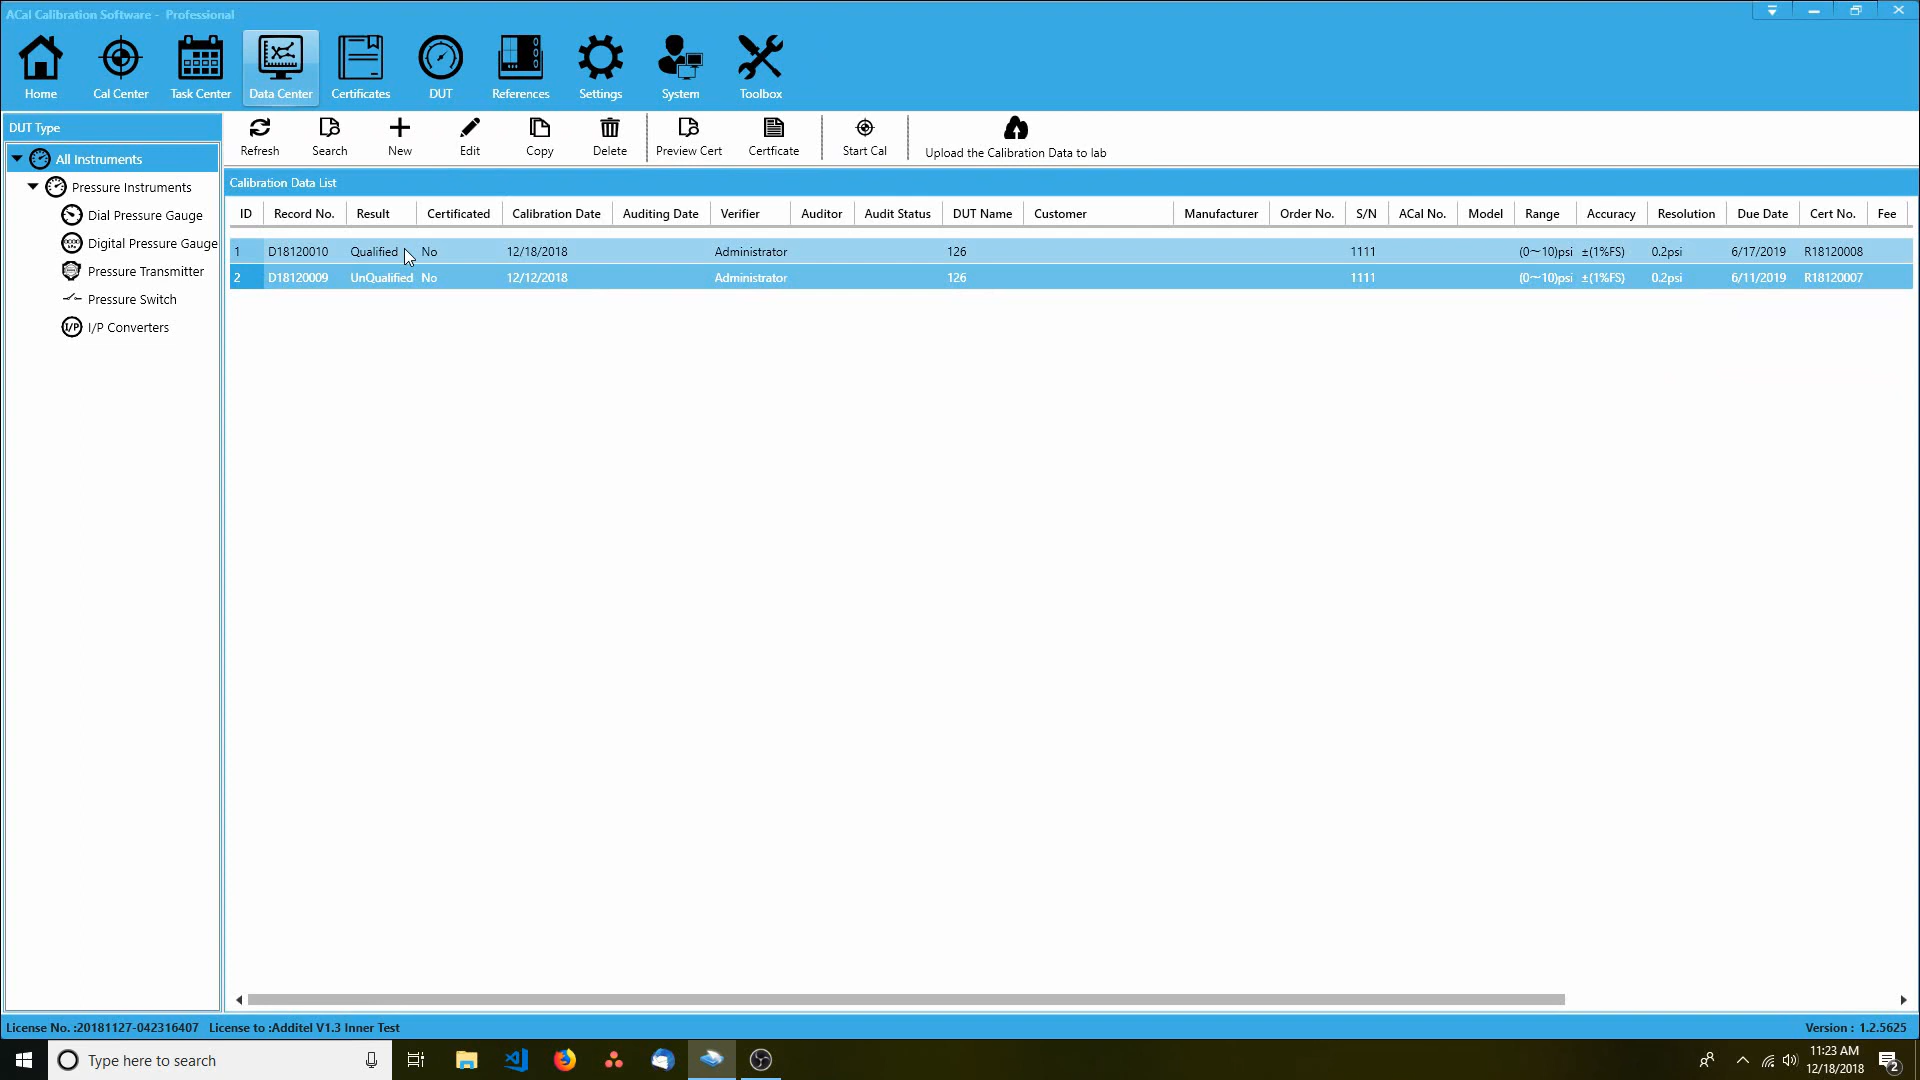 ACal Calibration Software - Professional
Home Cal Center Task Center Data Center Certificates DUT References Settings System Toolbox
DUT Type
All Instruments
Pressure Instruments
Dial Pressure Gauge
Digital Pressure Gauge
Pressure Transmitter
Pressure Switch
I/P I/P Converters
Refresh Search New Edit Copy Delete Preview Cert Certficate Start Cal Upload the Calibration Data to lab
Calibration Data List
ID Record No. Result Certificated Calibration Date Auditing Date Verifier Auditor Audit Status DUT Name Customer Manufacturer Order No. S/N ACal No. Model Range Accuracy Resolution Due Date Cert No. Fee
1 D18120010 Qualified No 12/18/2018 Administrator 126 1111 (0~10)psi ±(1%FS) 0.2psi 6/17/2019 R18120008
2 D18120009 UnQualified No 12/12/2018 Administrator 126 1111 (0~10)psi ±(1%FS) 0.2psi 6/11/2019 R18120007
License No. :20181127-042316407 License to :Additel V1.3 Inner Test Version : 1.2.5625
Type here to search
11:23 AM
12/18/2018
2